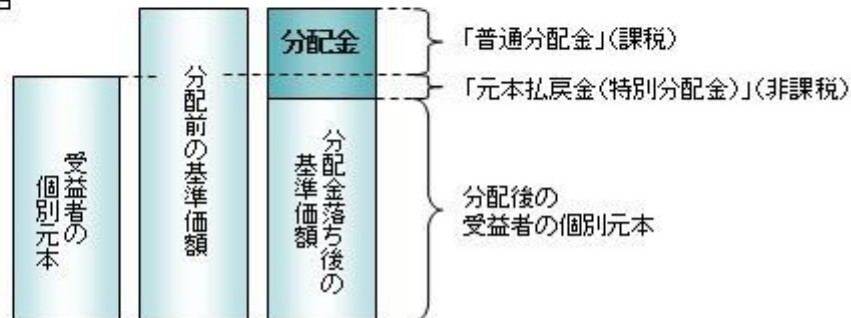 分配金
「普通分配金」(課税)
「元本払戻金(特別分配金)」(非課税)
受益者の
個別元本
分配前の基準価額
分配金落ち後の
基準価額
分配後の
受益者の個別元本